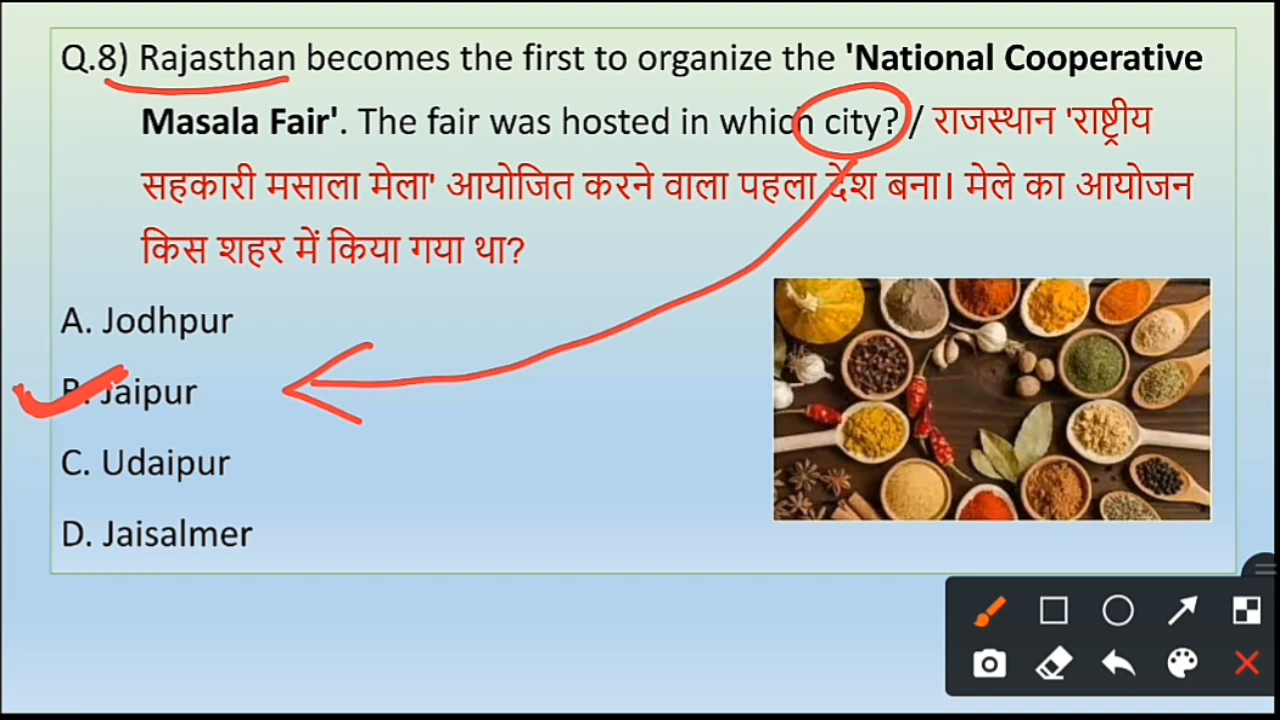 Q.8) Rajasthan becomes the first to organize the 'National Cooperative
Masala Fair'. The fair was hosted in which city? / राजस्थान 'राष्ट्रीय
सहकारी मसाला मेला' आयोजित करने वाला पहला देश बना। मेले का आयोजन
किस शहर में किया गया था?
A. Jodhpur
B. Jaipur
C. Udaipur
D. Jaisalmer